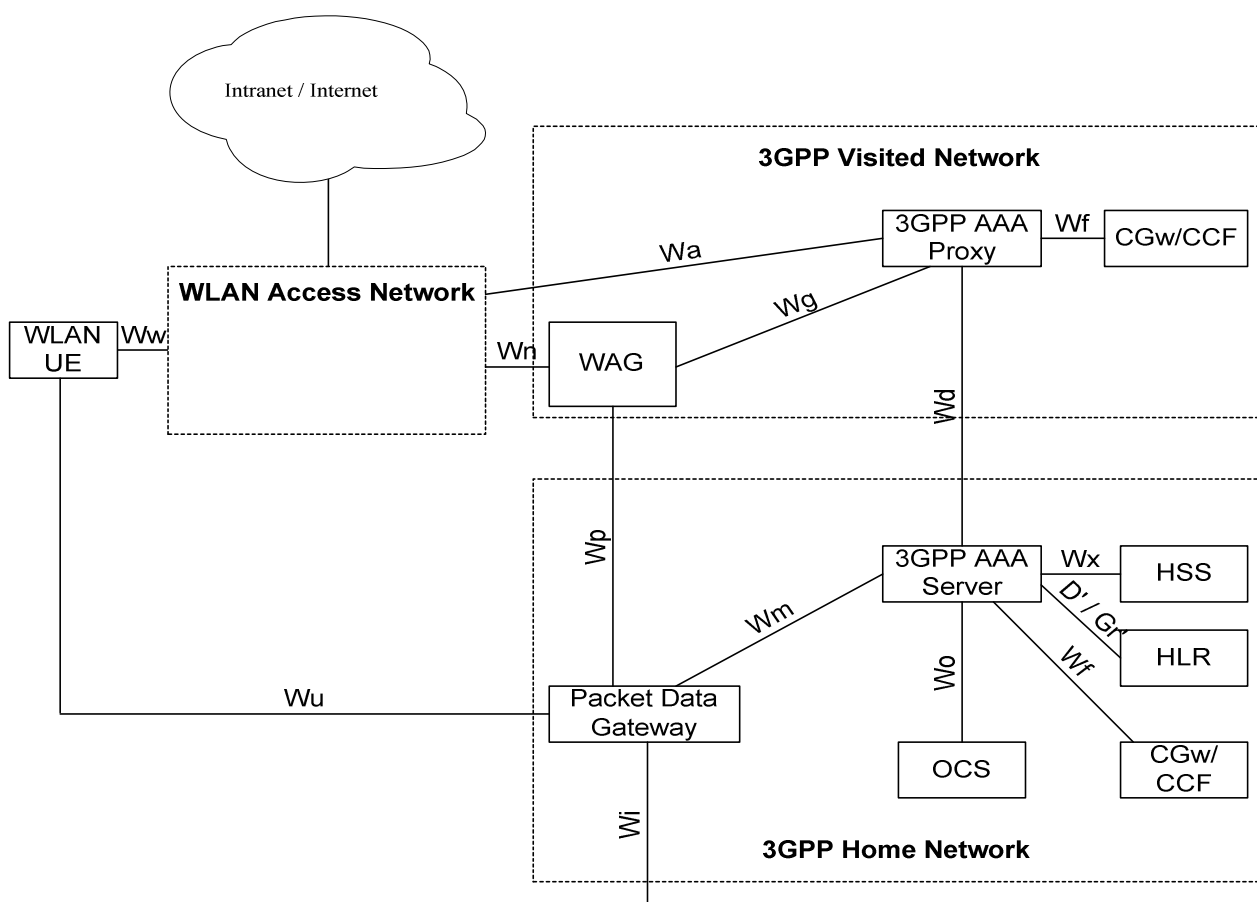 Intranet / Internet
3GPP Visited Network
3GPP AAA
Proxy
Wf
CGw/CCF
Wa
WLAN Access Network
Wg
WLAN
UE
Ww
Wn
WAG
Wd
Wp
3GPP AAA
Server
Wx
HSS
D' / Gr'
HLR
Wm
Wo
Wf
Wu
Packet Data
Gateway
OCS
CGw/
CCF
Wi
3GPP Home Network